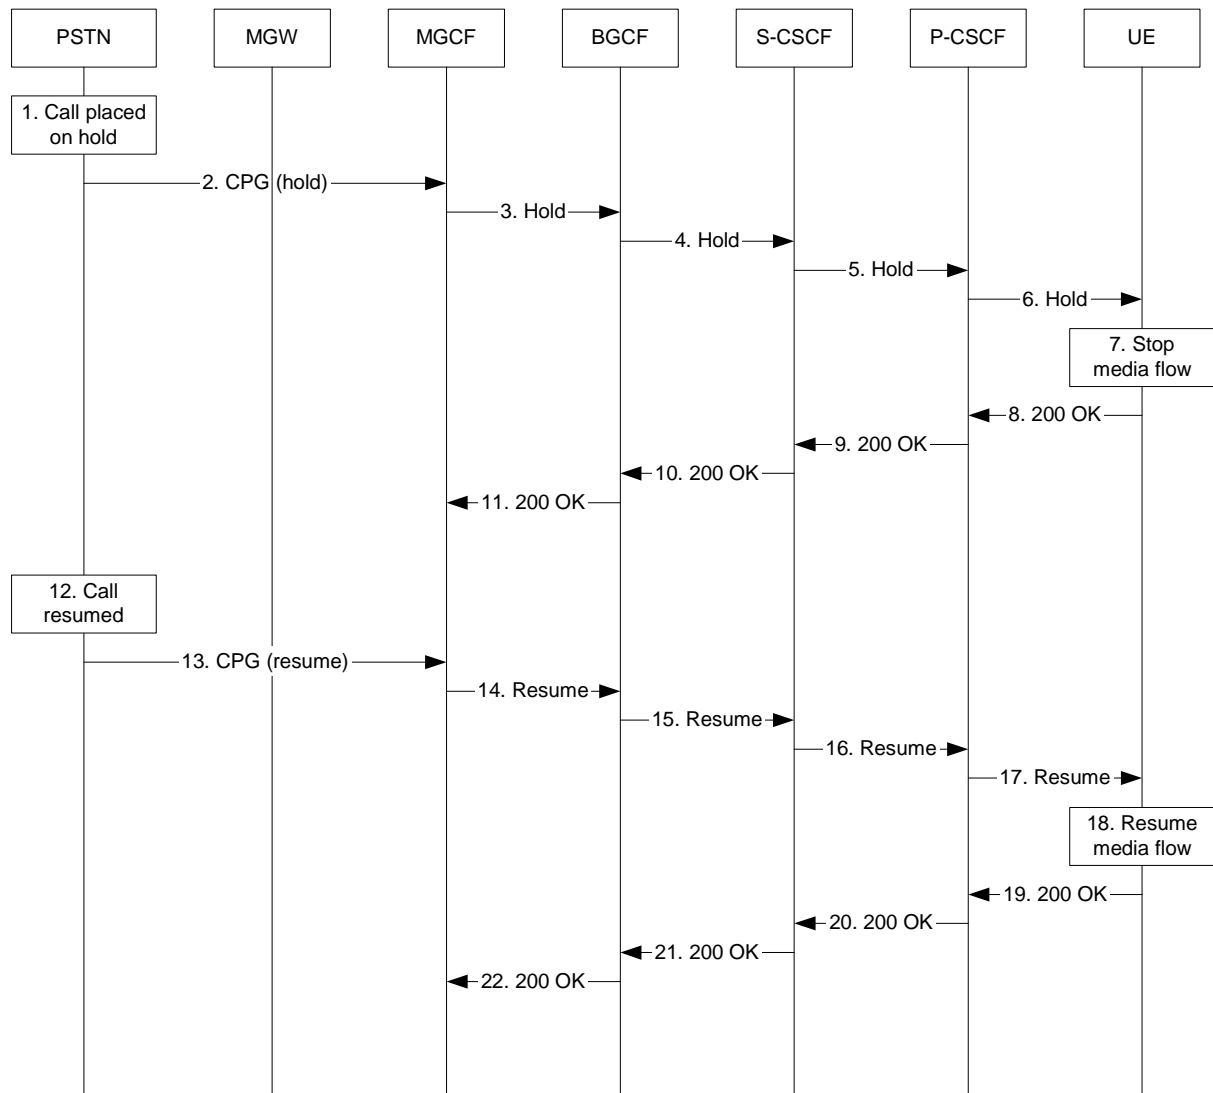 PSTN
MGW
MGCF
BGCF
S-CSCF
P-CSCF
UE
1. Call placed
on hold
2. CPG (hold)
3. Hold
4. Hold
5. Hold
6. Hold
7. Stop
media flow
8. 200 OK
9. 200 OK
10. 200 OK
11. 200 OK
12. Call
resumed
13. CPG (resume)
14. Resume
15. Resume
16. Resume
17. Resume
18. Resume
media flow
19. 200 OK
20. 200 OK
21. 200 OK
22. 200 OK